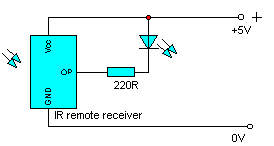 +
+5V
Vcc
OP
220R
GND
IR remote receiver
0V